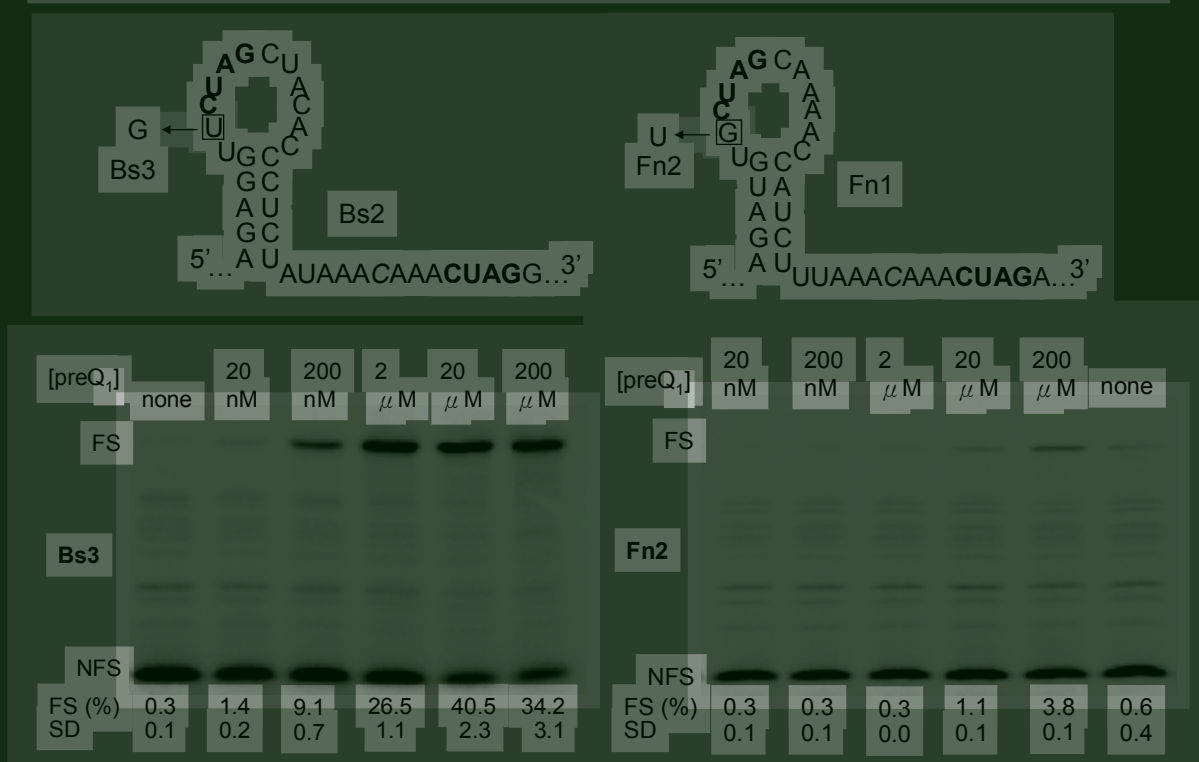 A G C U
U A
C C
G ← U A
Bs3 U G C C
G C
G C
A U
G C
5’… A U AUAAACAAACUAGG… 3’
Bs2
A G C A
U A
C A
U ← G A
Fn2 U G C C
U A
A U
G C
5’… A U UUAAACAAACUAGA… 3’
Fn1
[preQ1] none 20 nM 200 nM 2 μM 20 μM 200 μM
FS
Bs3
NFS
FS (%) 0.3 1.4 9.1 26.5 40.5 34.2
SD 0.1 0.2 0.7 1.1 2.3 3.1
[preQ1] 20 nM 200 nM 2 μM 20 μM 200 μM none
FS
Fn2
NFS
FS (%) 0.3 0.3 0.3 1.1 3.8 0.6
SD 0.1 0.1 0.0 0.1 0.1 0.4